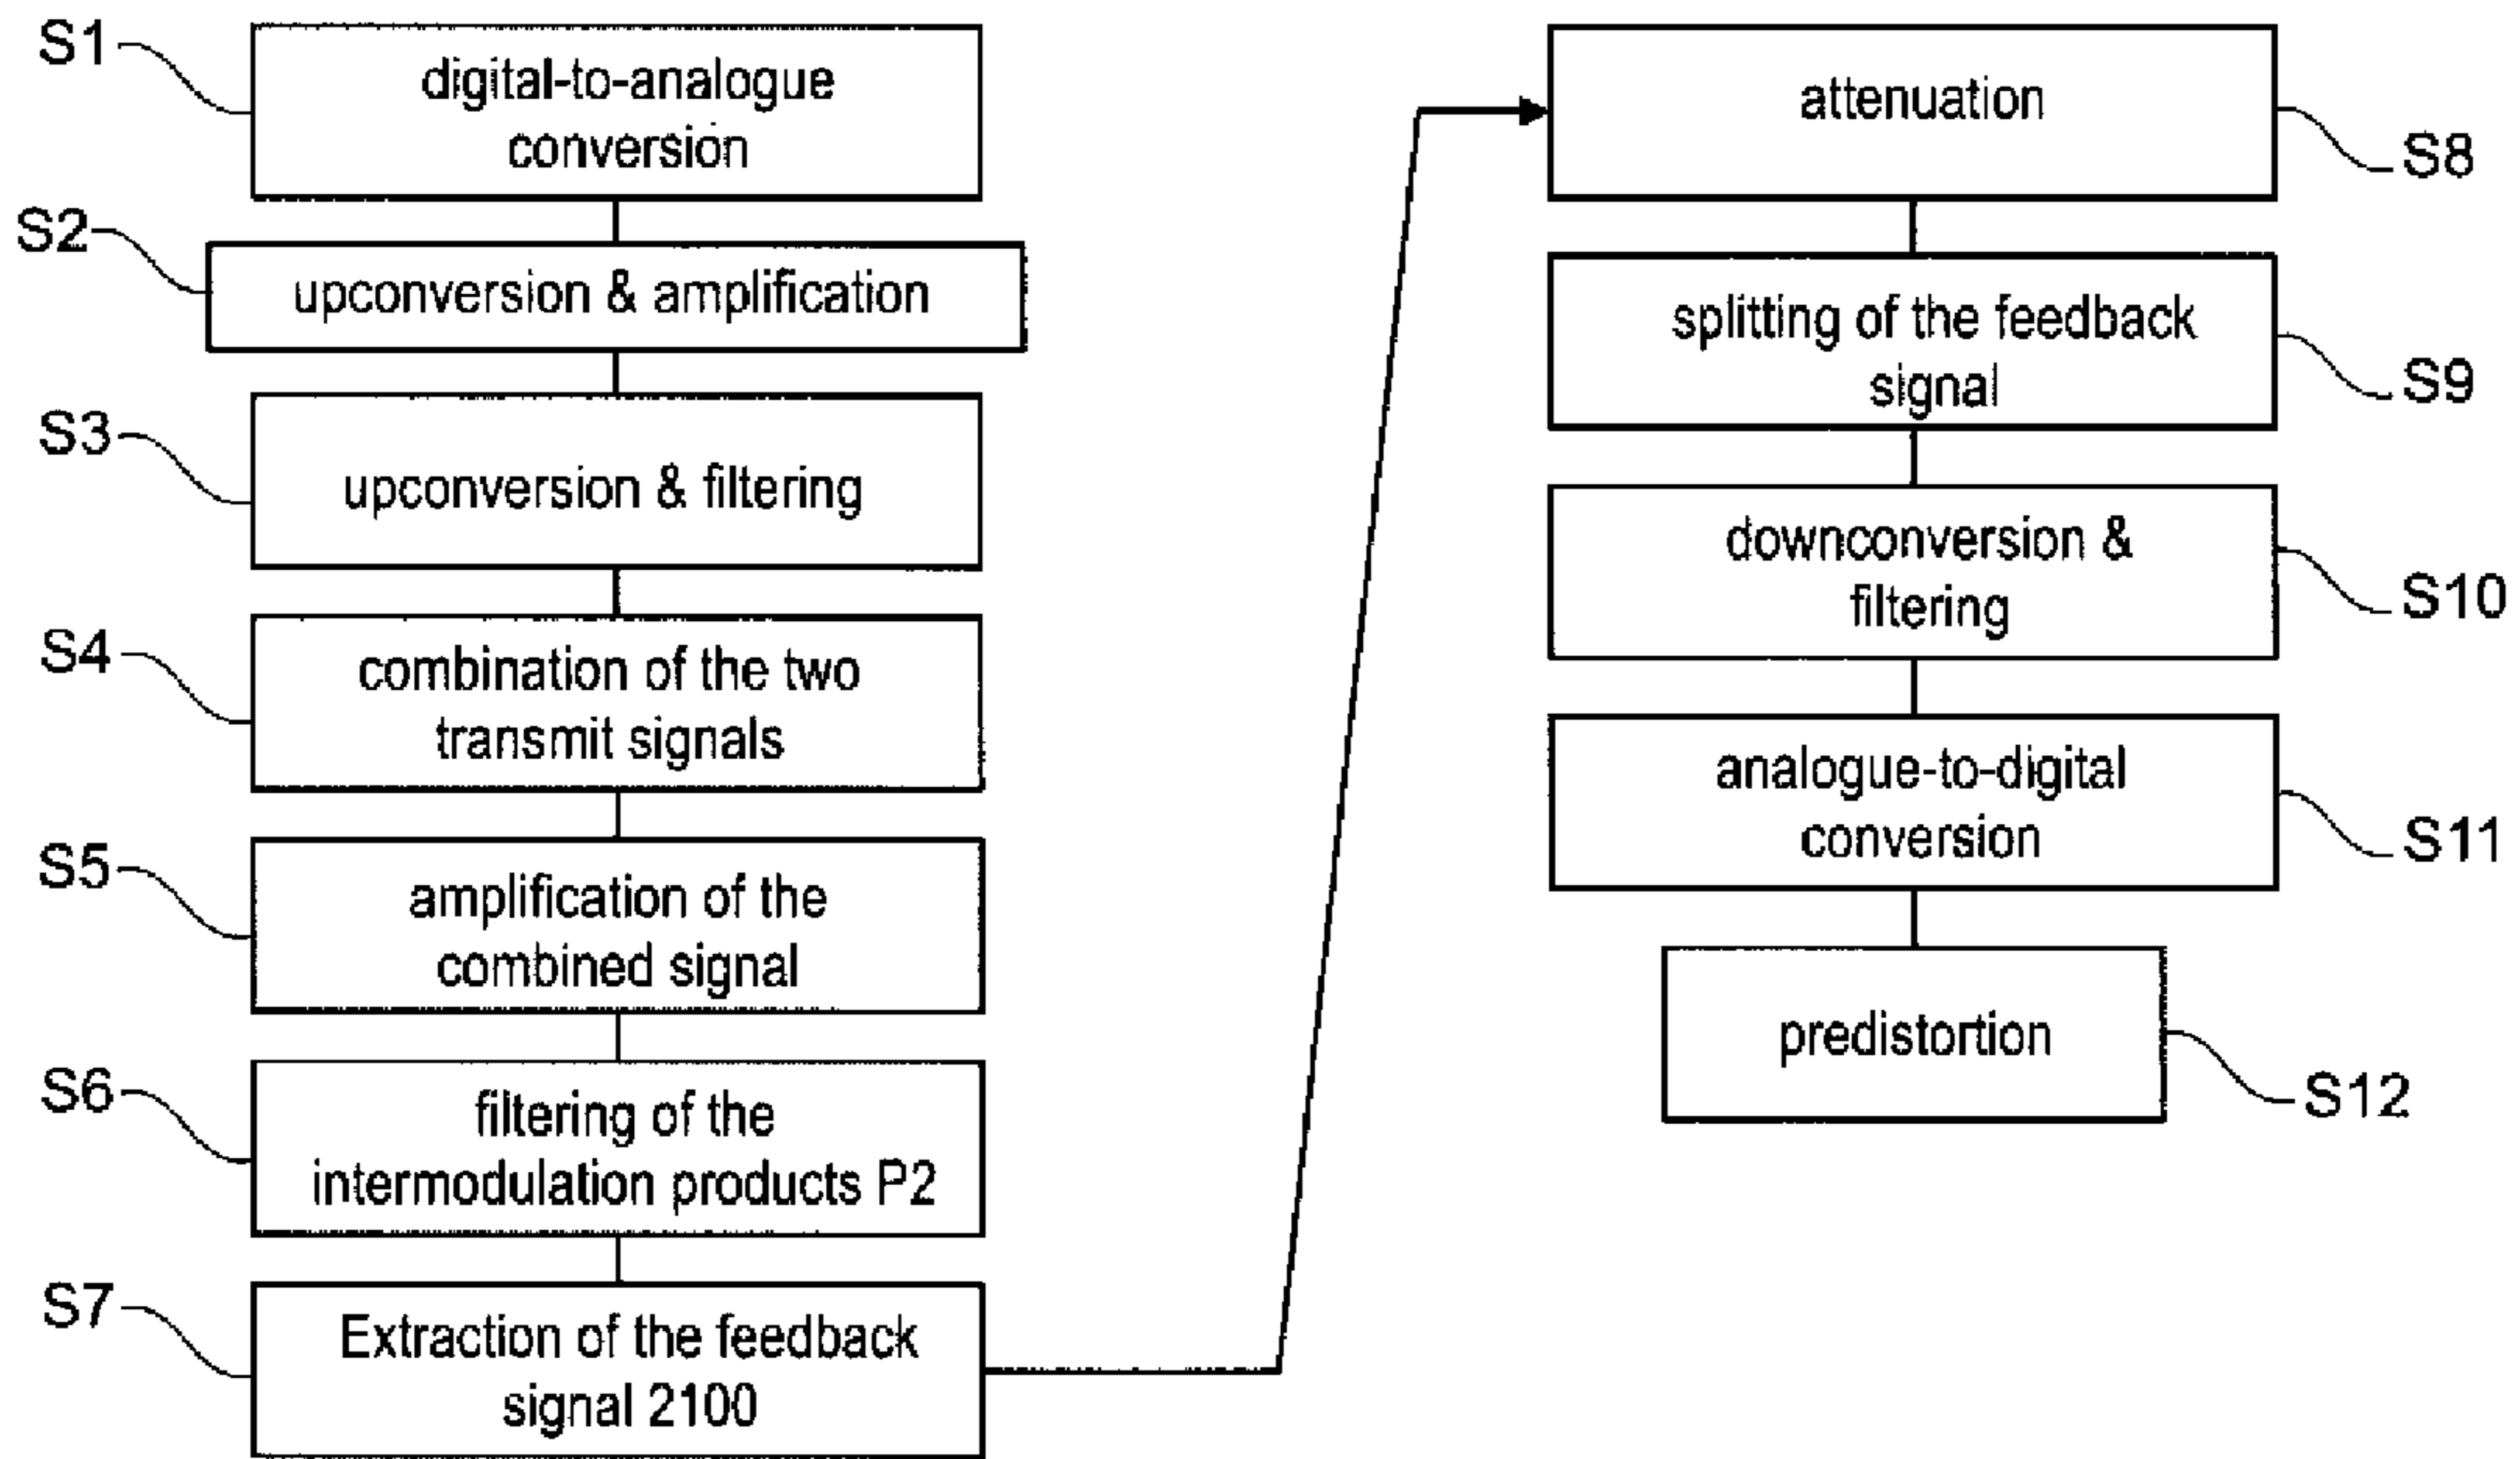 S1
digital-to-analogue
conversion
S2
upconversion & amplification
S3
upconversion & filtering
S4
combination of the two
transmit signals
S5
amplification of the
combined signal
S6
filtering of the
intermodulation products P2
S7
Extraction of the feedback
signal 2100
attenuation
S8
splitting of the feedback
signal
S9
downconversion &
filtering
S10
analogue-to-digital
conversion
S11
predistortion
S12